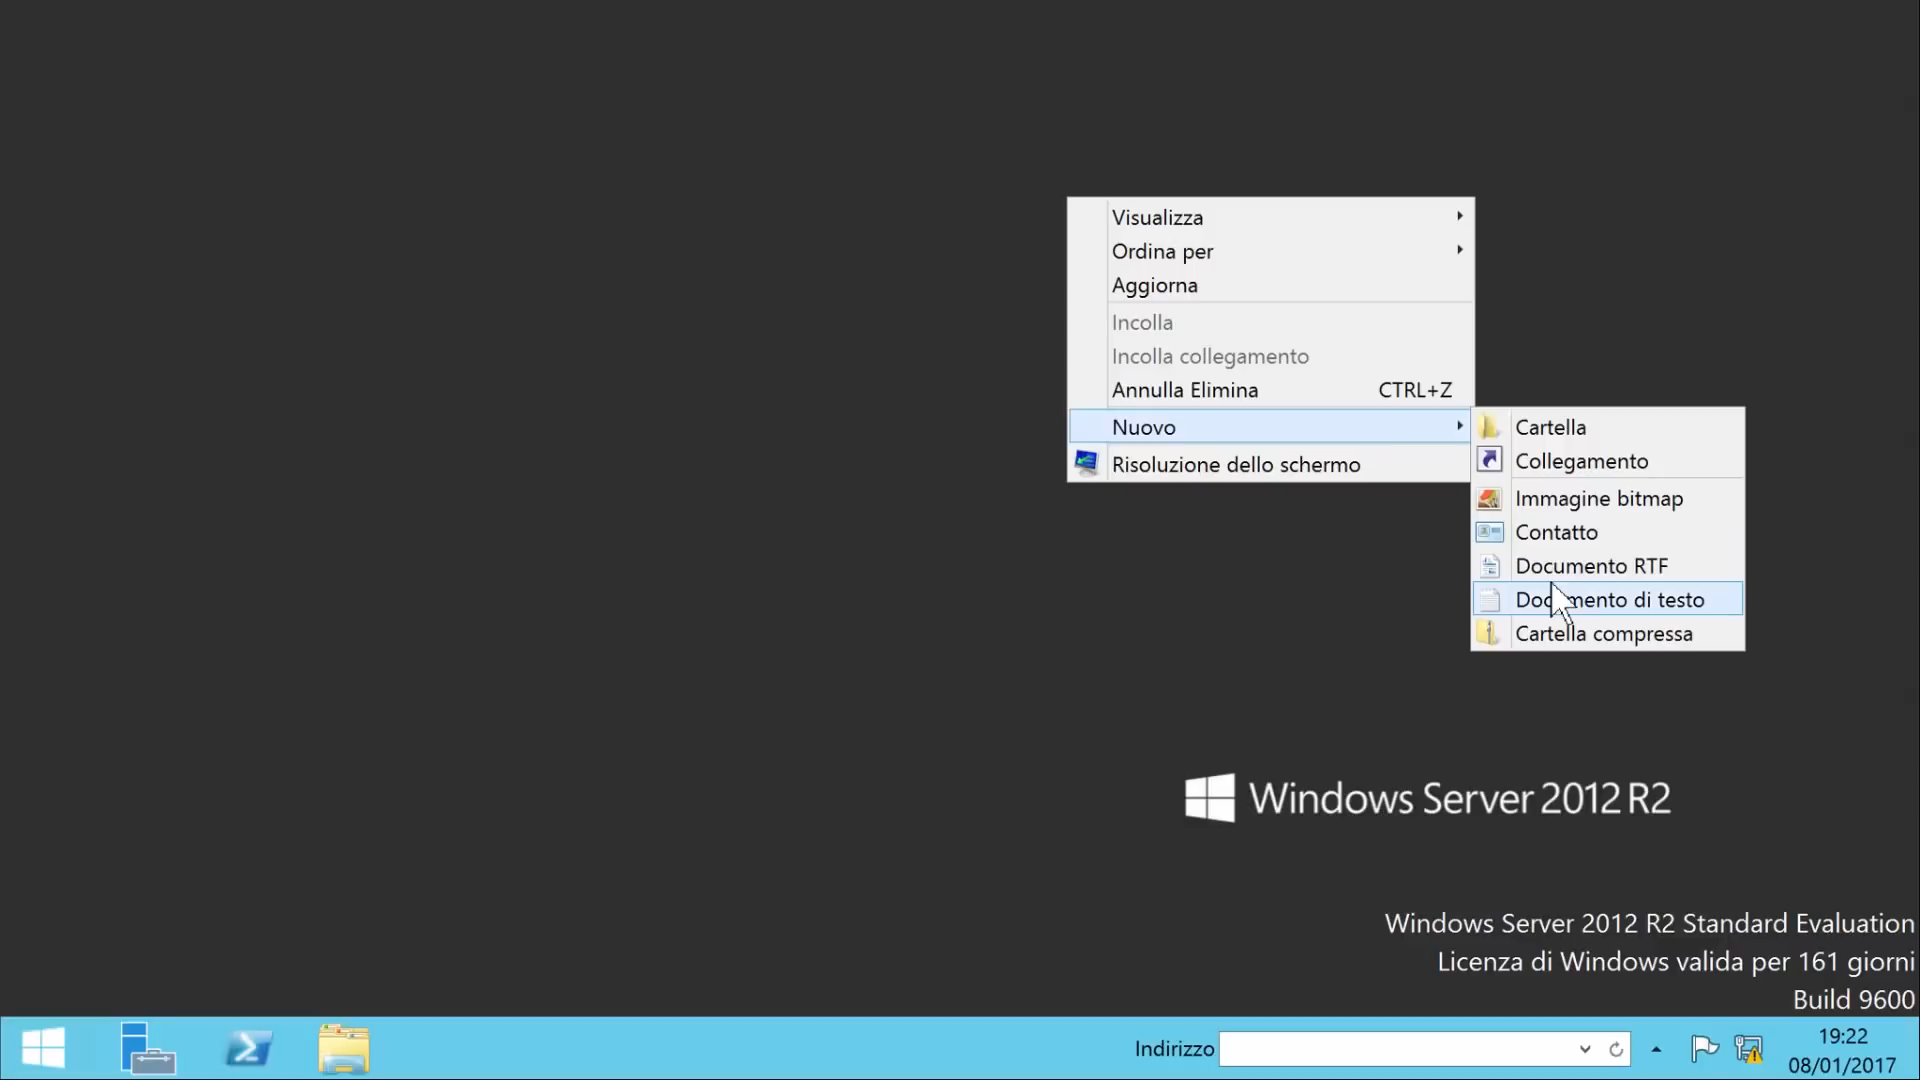 Visualizza
Ordina per
Aggiorna
Incolla
Incolla collegamento
Annulla Elimina CTRL+Z
Nuovo
Risoluzione dello schermo
Cartella
Collegamento
Immagine bitmap
Contatto
Documento RTF
Documento di testo
Cartella compressa
Windows Server 2012 R2
Windows Server 2012 R2 Standard Evaluation
Licenza di Windows valida per 161 giorni
Build 9600
Indirizzo
19:22
08/01/2017